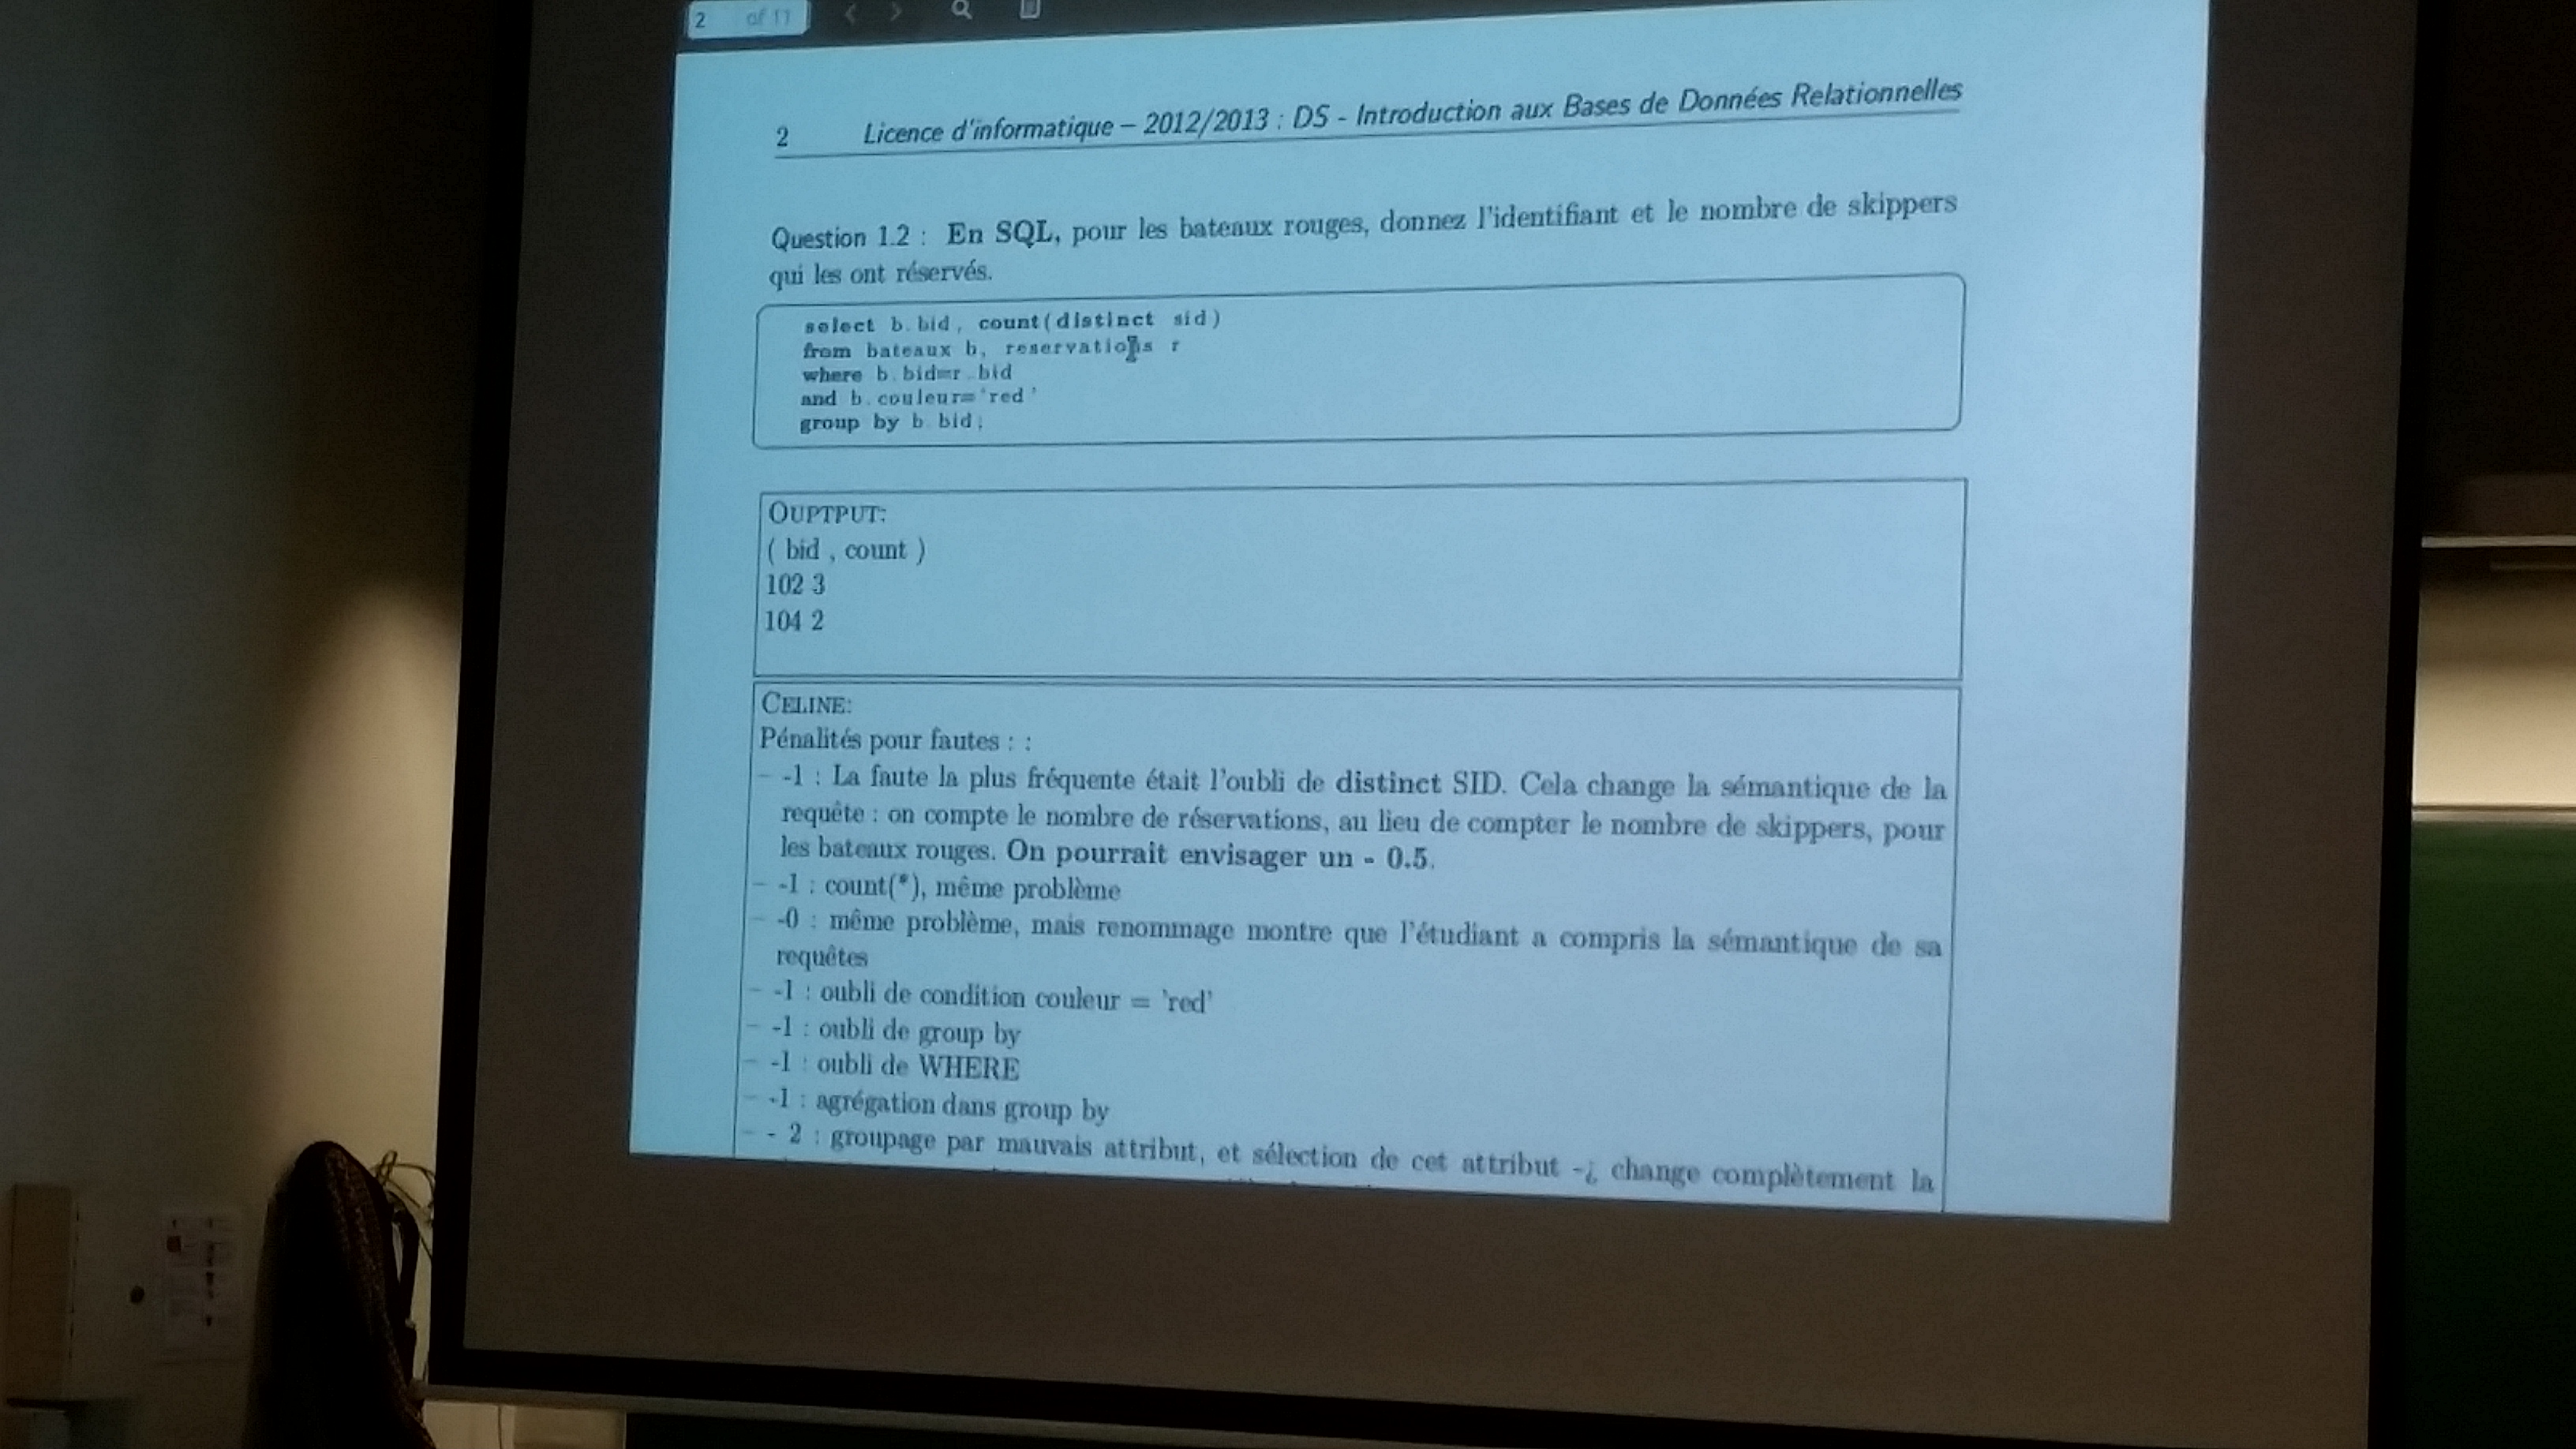 2 of 11
2 Licence d'informatique – 2012/2013 : DS - Introduction aux Bases de Données Relationnelles
Question 1.2 : En SQL, pour les bateaux rouges, donnez l'identifiant et le nombre de skippers
qui les ont réservés.
select b.bid, count(distinct sid)
from bateaux b, reservations r
where b.bid=r.bid
and b.couleur='red'
group by b.bid;
OUPTPUT:
( bid , count )
102 3
104 2
CELINE:
Pénalités pour fautes : :
– -1 : La faute la plus fréquente était l'oubli de distinct SID. Cela change la sémantique de la
requête : on compte le nombre de réservations, au lieu de compter le nombre de skippers, pour
les bateaux rouges. On pourrait envisager un - 0.5.
– -1 : count(*), même problème
– -0 : même problème, mais renommage montre que l'étudiant a compris la sémantique de sa
requêtes
– -1 : oubli de condition couleur = 'red'
– -1 : oubli de group by
– -1 : oubli de WHERE
– -1 : agrégation dans group by
– - 2 : groupage par mauvais attribut, et sélection de cet attribut -¿ change complètement la